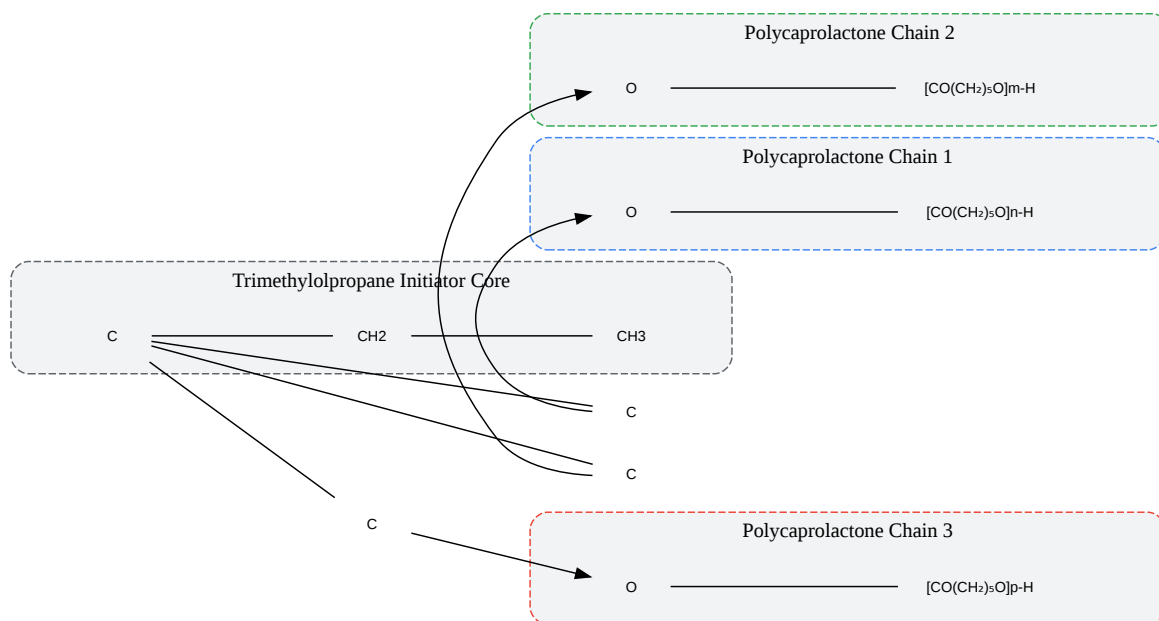 Polycaprolactone Chain 2
O
[CO(CH₂)₅O]m-H
Polycaprolactone Chain 1
O
[CO(CH₂)₅O]n-H
Trimethylolpropane Initiator Core
C
CH2
CH3
C
C
C
Polycaprolactone Chain 3
O
[CO(CH₂)₅O]p-H